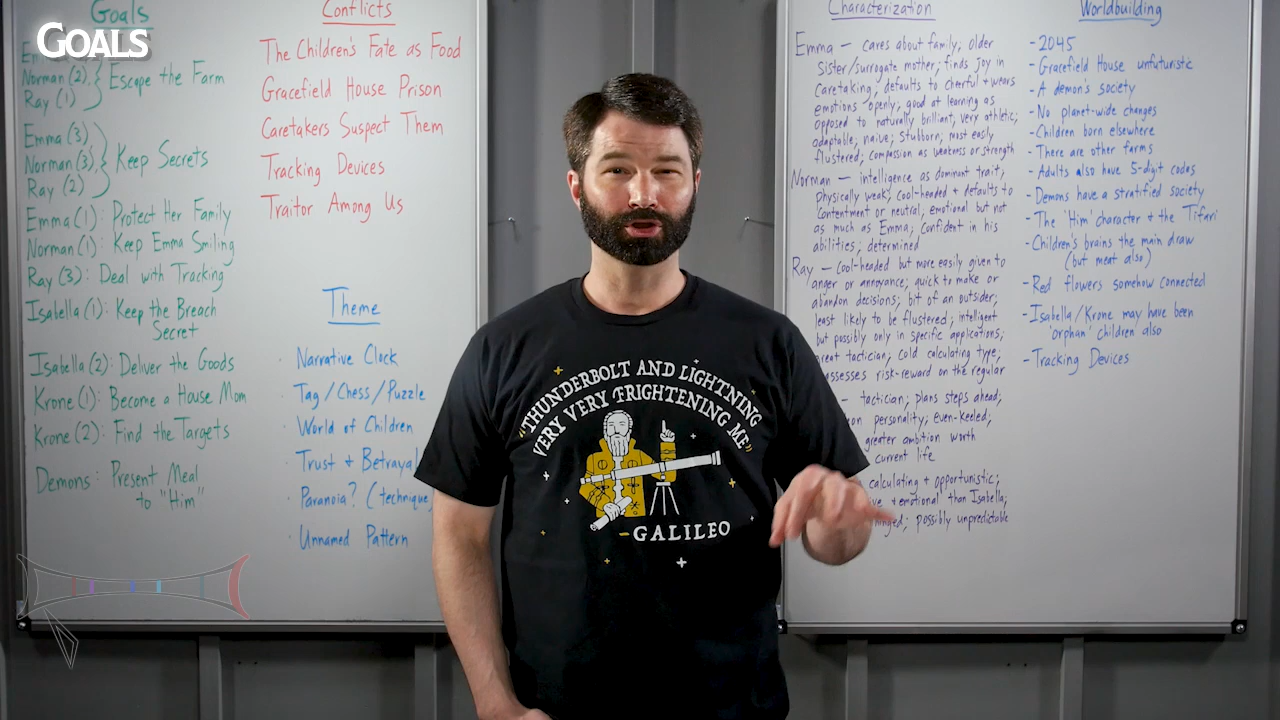 Goals
GOALS
Norman (2)
Ray (1)
Escape the Farm
Emma (3)
Norman (3)
Ray (2)
Keep Secrets
Emma (1): Protect Her Family
Norman (1): Keep Emma Smiling
Ray (3): Deal with Tracking
Isabella (1): Keep the Breach
Secret
Isabella (2): Deliver the Goods
Krone (1): Become a House Mom
Krone (2): Find the Targets
Demons: Present Meal
to "Him"
Conflicts
The Children's Fate as Food
Gracefield House Prison
Caretakers Suspect Them
Tracking Devices
Traitor Among Us
Theme
· Narrative Clock
· Tag/Chess/Puzzle
· World of Children
· Trust + Betrayal
· Paranoia? (technique
· Unnamed Pattern
"THUNDERBOLT AND LIGHTNING
VERY VERY FRIGHTENING ME"
-GALILEO
Characterization
Emma – cares about family; older
sister/surrogate mother; finds joy in
caretaking; defaults to cheerful + wears
emotions openly; good at learning as
opposed to naturally brilliant; very athletic;
adaptable, naive; stubborn; most easily
flustered; compassion as weakness or strength
Norman – intelligence as dominant trait;
physically weak; cool-headed + defaults to
contentment or neutral; emotional but not
as much as Emma; confident in his
abilities; determined
Ray – cool-headed but more easily given to
anger or annoyance; quick to make or
abandon decisions; bit of an outsider;
least likely to be flustered; intelligent
but possibly only in specific applications;
great tactician; cold calculating type;
assesses risk-reward on the regular
- tactician; plans steps ahead;
personality; even-keeled;
greater ambition worth
current life
calculating + opportunistic;
emotional than Isabella;
possibly unpredictable
Worldbuilding
-2045
-Gracefield House unfuturistic
-A demon's society
-No planet-wide changes
-Children born elsewhere
-There are other farms
-Adults also have 5-digit codes
-Demons have a stratified society
-The 'Him' character + the Tifari
-Children's brains the main draw
(but meat also)
-Red flowers somehow connected
-Isabella/Krone may have been
'orphan' children also
-Tracking Devices